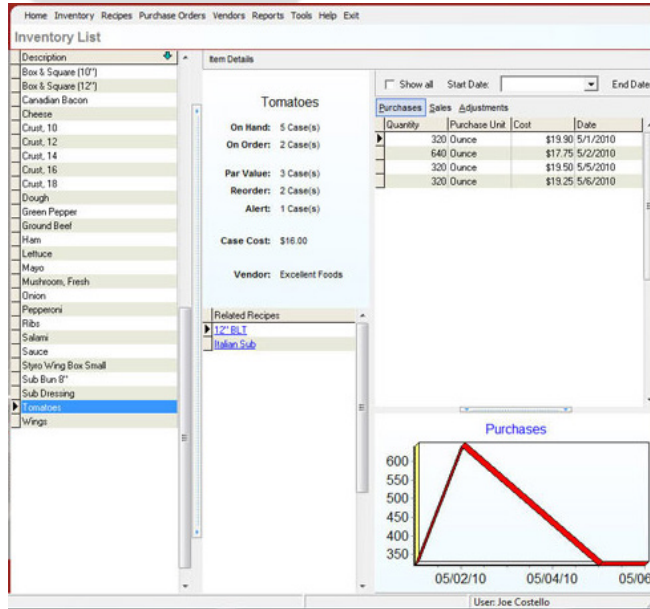 Home Inventory Recipes Purchase Orders Vendors Reports Tools Help Exit
Inventory List
Description
Box & Square (10")
Box & Square (12")
Canadian Bacon
Cheese
Crust, 10
Crust, 12
Crust, 14
Crust, 16
Crust, 18
Dough
Green Pepper
Ground Beef
Ham
Lettuce
Mayo
Mushroom, Fresh
Onion
Pepperoni
Ribs
Salami
Sauce
Styro Wing Box Small
Sub Bun 8"
Sub Dressing
Tomatoes
Wings
Item Details
Tomatoes
On Hand: 5 Case(s)
On Order: 2 Case(s)
Par Value: 3 Case(s)
Reorder: 2 Case(s)
Alert: 1 Case(s)
Case Cost: $16.00
Vendor: Excellent Foods
Related Recipes
12" BLT
Italian Sub
Show all Start Date: End Date
Purchases Sales Adjustments
Quantity Purchase Unit Cost Date
320 Ounce $19.90 5/1/2010
640 Ounce $17.75 5/2/2010
320 Ounce $19.50 5/5/2010
320 Ounce $19.25 5/6/2010
Purchases
600
550
500
450
400
350
05/02/10 05/04/10 05/06
User: Joe Costello